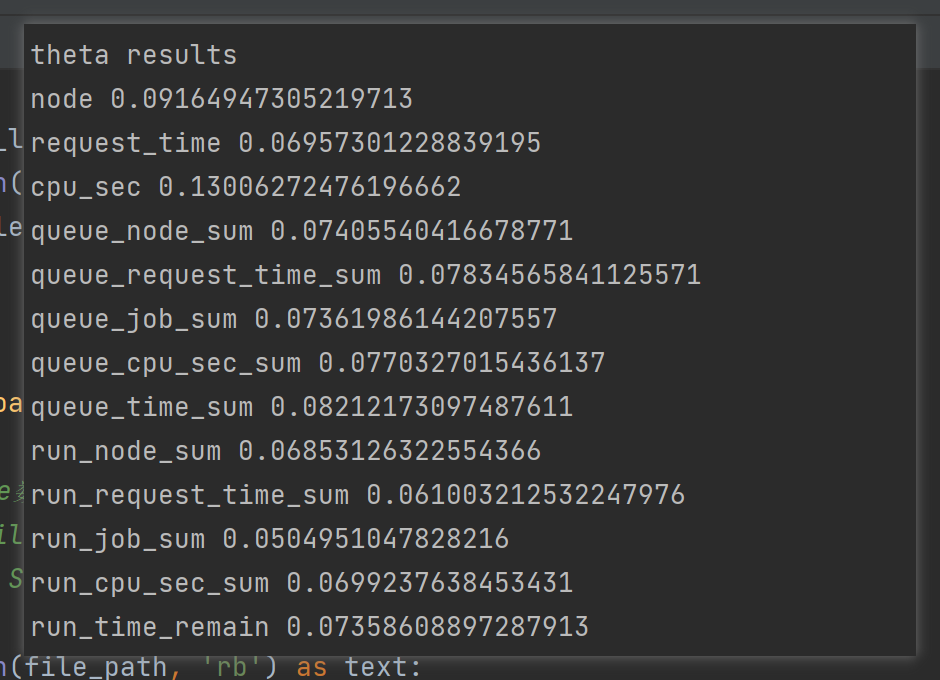 theta results
node 0.09164947305219713
request_time 0.06957301228839195
cpu_sec 0.13006272476196662
queue_node_sum 0.07405540416678771
queue_request_time_sum 0.07834565841125571
queue_job_sum 0.07361986144207557
queue_cpu_sec_sum 0.0770327015436137
queue_time_sum 0.08212173097487611
run_node_sum 0.06853126322554366
run_request_time_sum 0.061003212532247976
run_job_sum 0.0504951047828216
run_cpu_sec_sum 0.0699237638453431
run_time_remain 0.07358608897287913
(file_path, 'rb') as text: